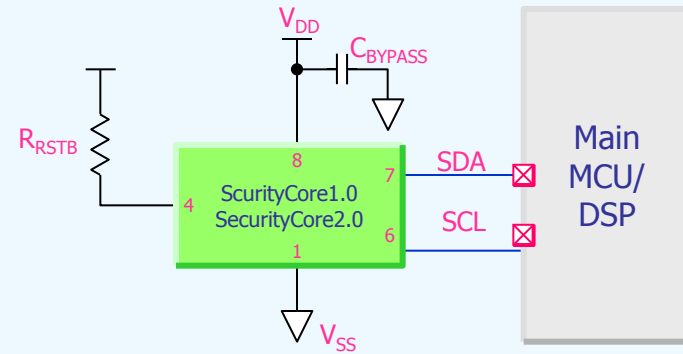 VDD
CBYPASS
RRSTB
8
7
SDA
4
ScurityCore1.0
SecurityCore2.0
6
SCL
1
VSS
Main
MCU/
DSP